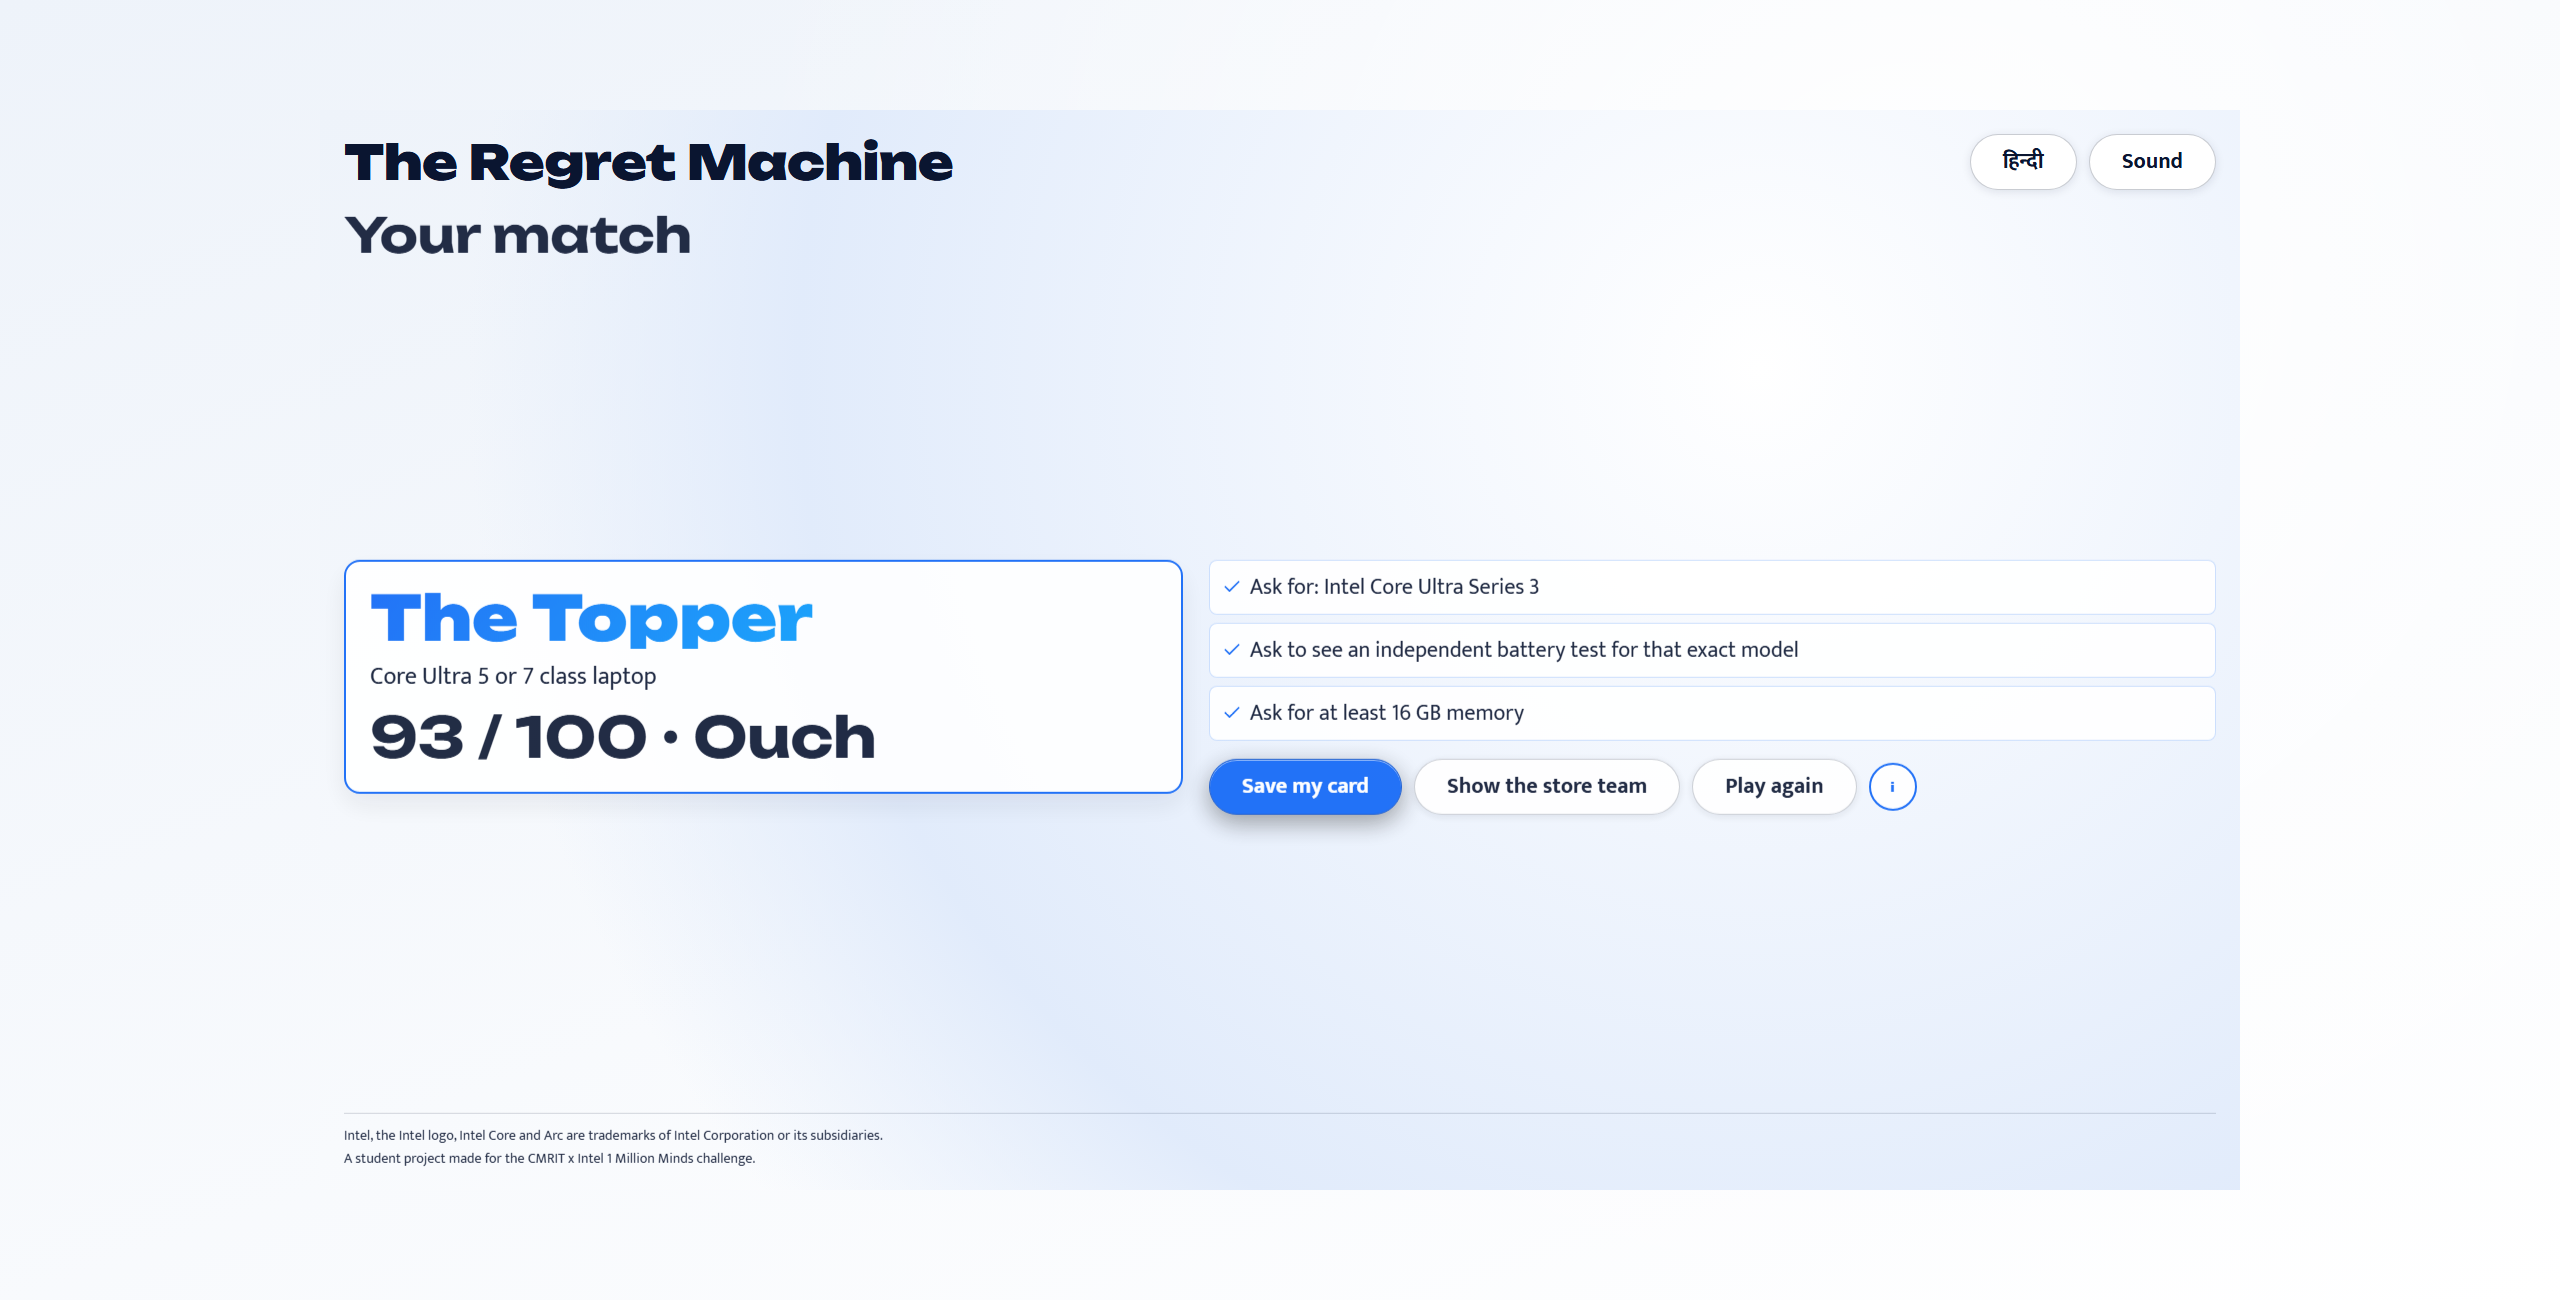 The Regret Machine
हिन्दी
Sound
Your match
The Topper
Core Ultra 5 or 7 class laptop
93 / 100 · Ouch
Ask for: Intel Core Ultra Series 3
Ask to see an independent battery test for that exact model
Ask for at least 16 GB memory
Save my card
Show the store team
Play again
i
Intel, the Intel logo, Intel Core and Arc are trademarks of Intel Corporation or its subsidiaries.
A student project made for the CMRIT x Intel 1 Million Minds challenge.